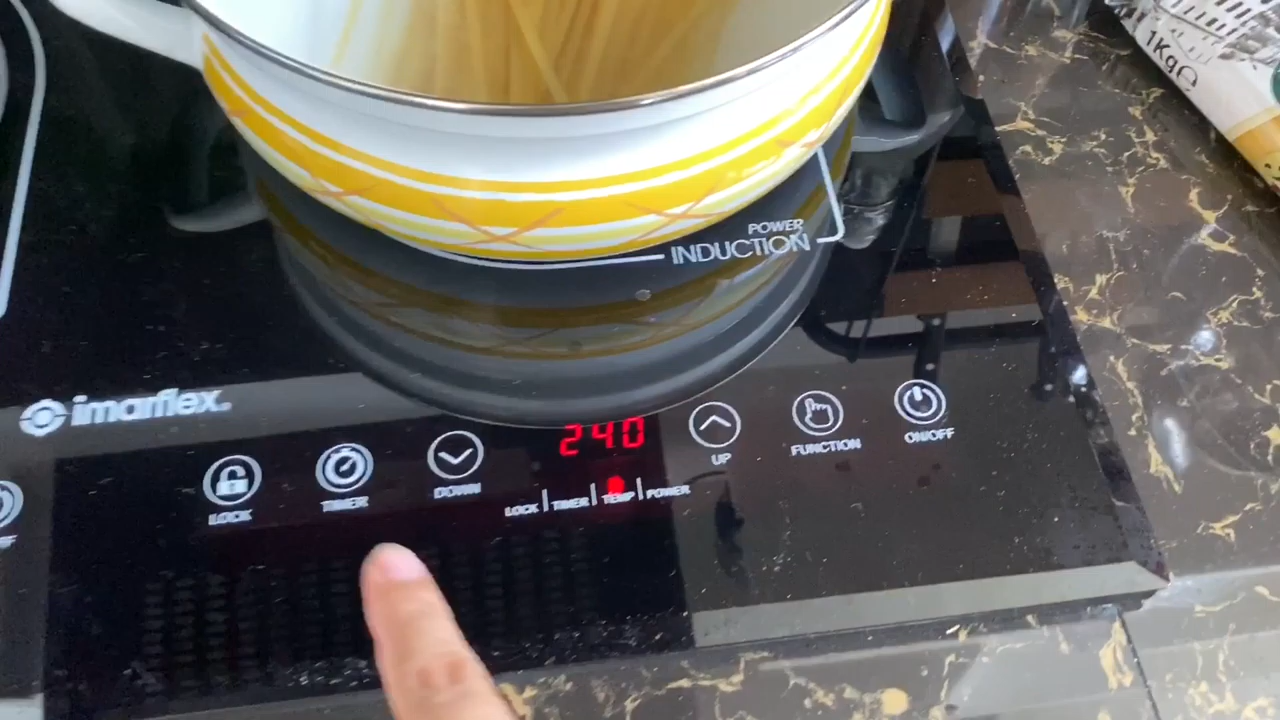 1Kg℮
POWER
INDUCTION
imarflex.
240
LOCK
TIMER
DOWN
LOCK | TIMER | TEMP | POWER
UP
FUNCTION
ON/OFF